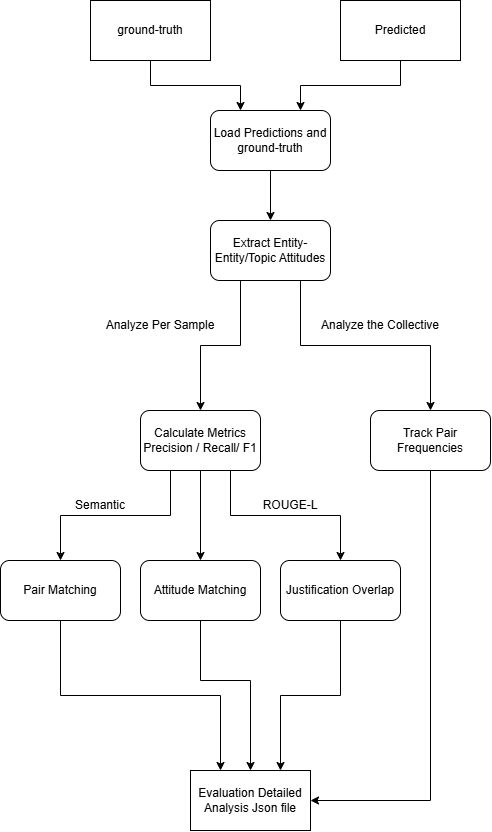 ground-truth
Predicted
Load Predictions and
ground-truth
Extract Entity-
Entity/Topic Attitudes
Analyze Per Sample
Analyze the Collective
Calculate Metrics
Precision / Recall/ F1
Track Pair
Frequencies
Semantic
ROUGE-L
Pair Matching
Attitude Matching
Justification Overlap
Evaluation Detailed
Analysis Json file